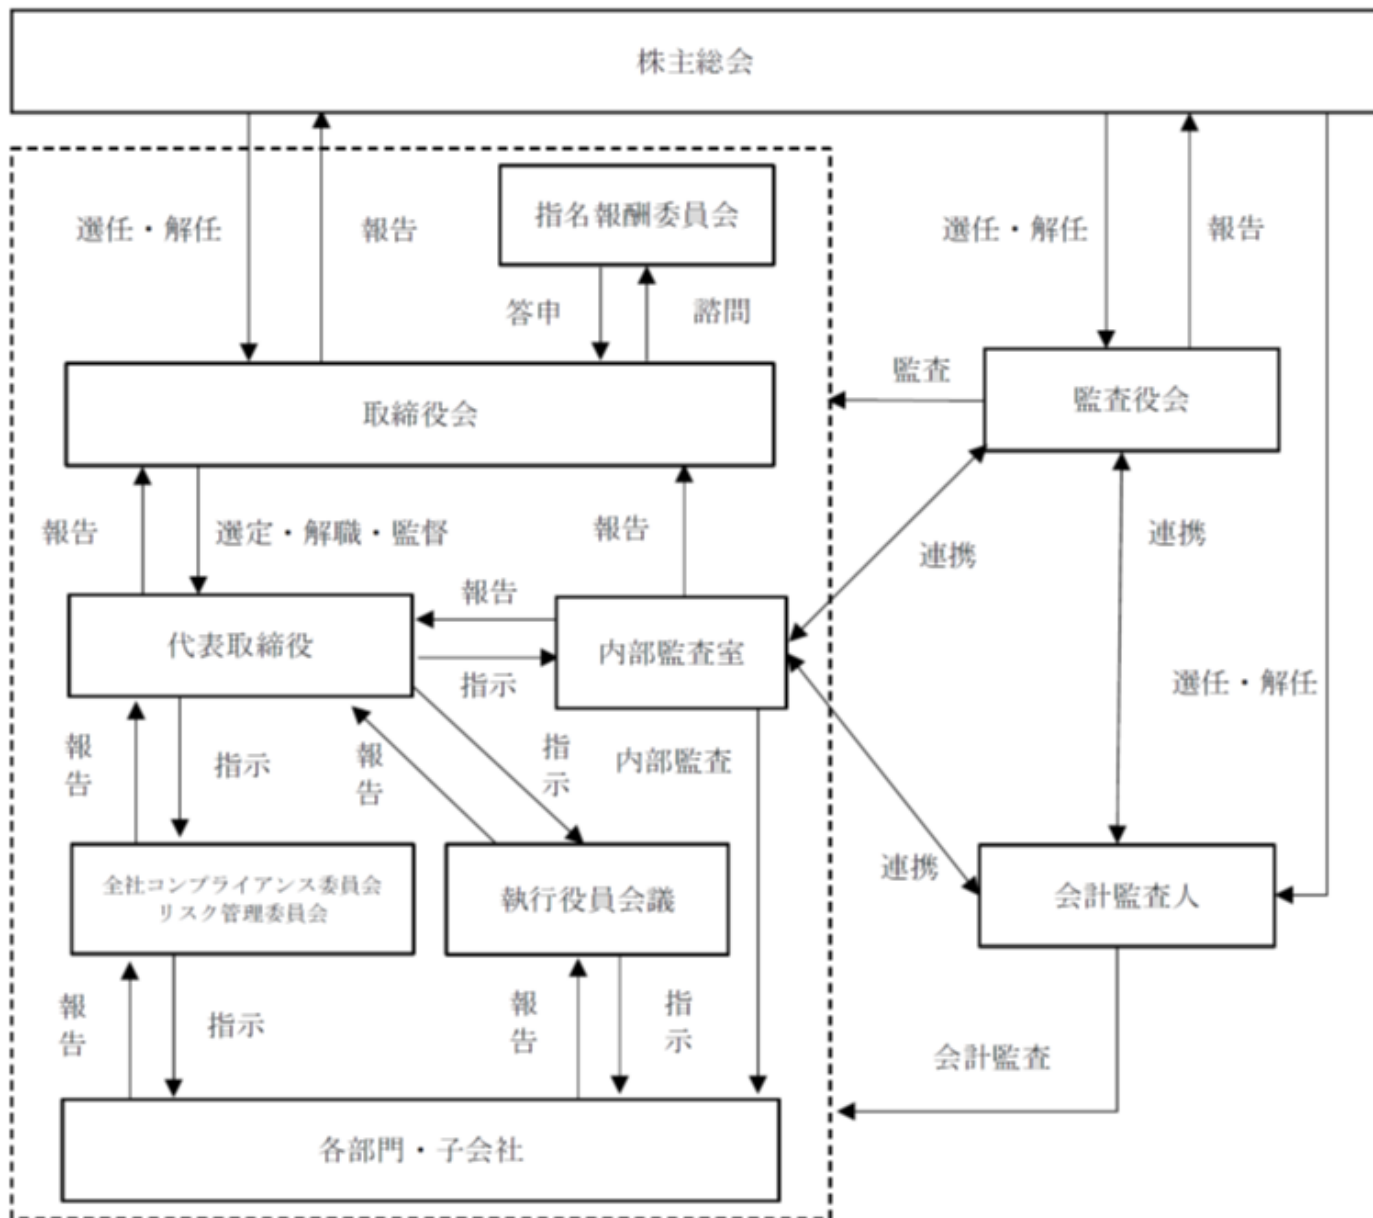 株主総会
選任・解任
報告
指名報酬委員会
選任・解任
報告
答申
諮問
取締役会
監査
監査役会
報告
選定・解職・監督
報告
連携
連携
代表取締役
報告
指示
内部監査室
選任・解任
報告
指示
報告
指示
内部監査
全社コンプライアンス委員会
リスク管理委員会
執行役員会議
連携
会計監査人
報告
指示
報告
指示
会計監査
各部門・子会社